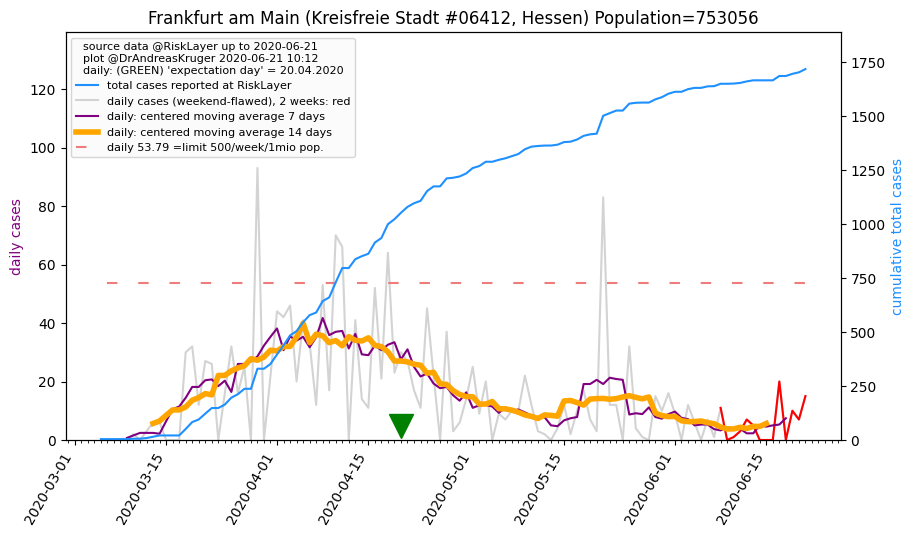 Frankfurt am Main (Kreisfreie Stadt #06412, Hessen) Population=753056
source data @RiskLayer up to 2020-06-21
plot @DrAndreasKruger 2020-06-21 10:12
daily: (GREEN) 'expectation day' = 20.04.2020
total cases reported at RiskLayer
daily cases (weekend-flawed), 2 weeks: red
daily: centered moving average 7 days
daily: centered moving average 14 days
daily 53.79 =limit 500/week/1mio pop.
daily cases
120
100
80
60
40
20
0
cumulative total cases
1750
1500
1250
1000
750
500
250
0
2020-03-01
2020-03-15
2020-04-01
2020-04-15
2020-05-01
2020-05-15
2020-06-01
2020-06-15